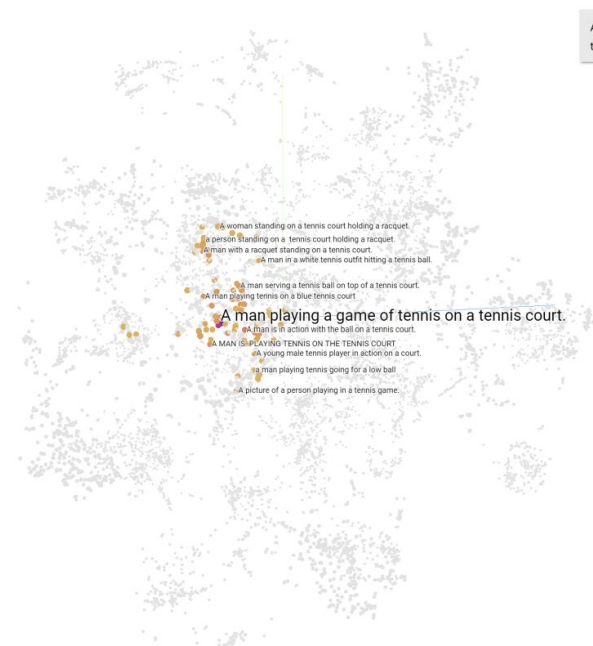 A
t
A woman standing on a tennis court holding a racquet.
a person standing on a tennis court holding a racquet.
A man with a racquet standing on a tennis court.
A man in a white tennis outfit hitting a tennis ball.
A man serving a tennis ball on top of a tennis court.
A man playing tennis on a blue tennis court
A man playing a game of tennis on a tennis court.
A man is in action with the ball on a tennis court.
A MAN IS PLAYING TENNIS ON THE TENNIS COURT
A young male tennis player in action on a court.
a man playing tennis going for a low ball
A picture of a person playing in a tennis game.